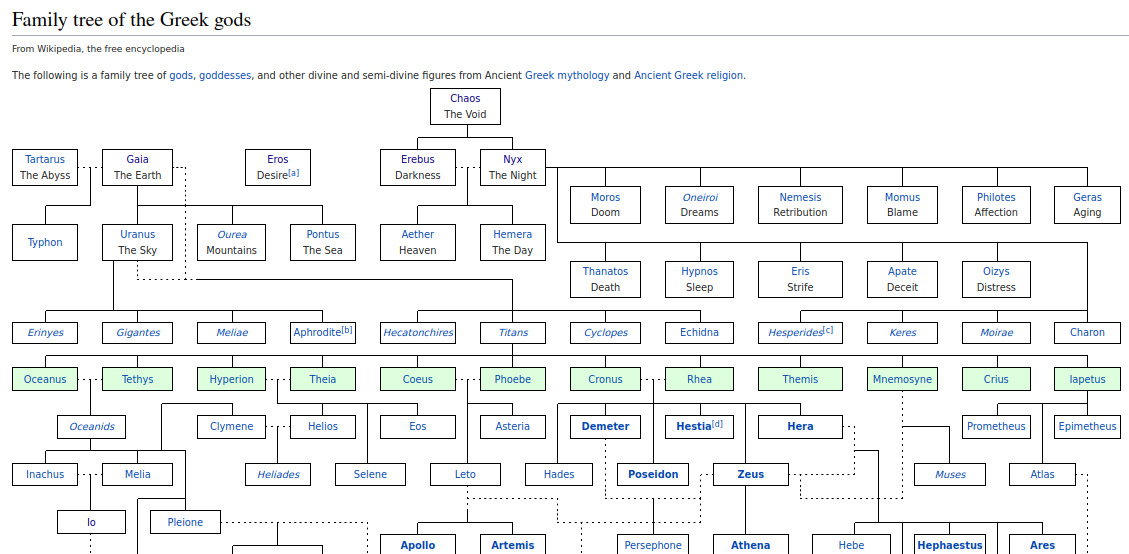 Family tree of the Greek gods
From Wikipedia, the free encyclopedia
The following is a family tree of gods, goddesses, and other divine and semi-divine figures from Ancient Greek mythology and Ancient Greek religion.
Chaos
The Void
Tartarus
The Abyss
Gaia
The Earth
Eros
Desire[a]
Erebus
Darkness
Nyx
The Night
Moros
Doom
Oneiroi
Dreams
Nemesis
Retribution
Momus
Blame
Philotes
Affection
Geras
Aging
Typhon
Uranus
The Sky
Ourea
Mountains
Pontus
The Sea
Aether
Heaven
Hemera
The Day
Thanatos
Death
Hypnos
Sleep
Eris
Strife
Apate
Deceit
Oizys
Distress
Erinyes
Gigantes
Meliae
Aphrodite[b]
Hecatonchires
Titans
Cyclopes
Echidna
Hesperides[c]
Keres
Moirae
Charon
Oceanus
Tethys
Hyperion
Theia
Coeus
Phoebe
Cronus
Rhea
Themis
Mnemosyne
Crius
Iapetus
Oceanids
Clymene
Helios
Eos
Asteria
Demeter
Hestia[d]
Hera
Prometheus
Epimetheus
Inachus
Melia
Heliades
Selene
Leto
Hades
Poseidon
Zeus
Muses
Atlas
Io
Pleione
Apollo
Artemis
Persephone
Athena
Hebe
Hephaestus
Ares